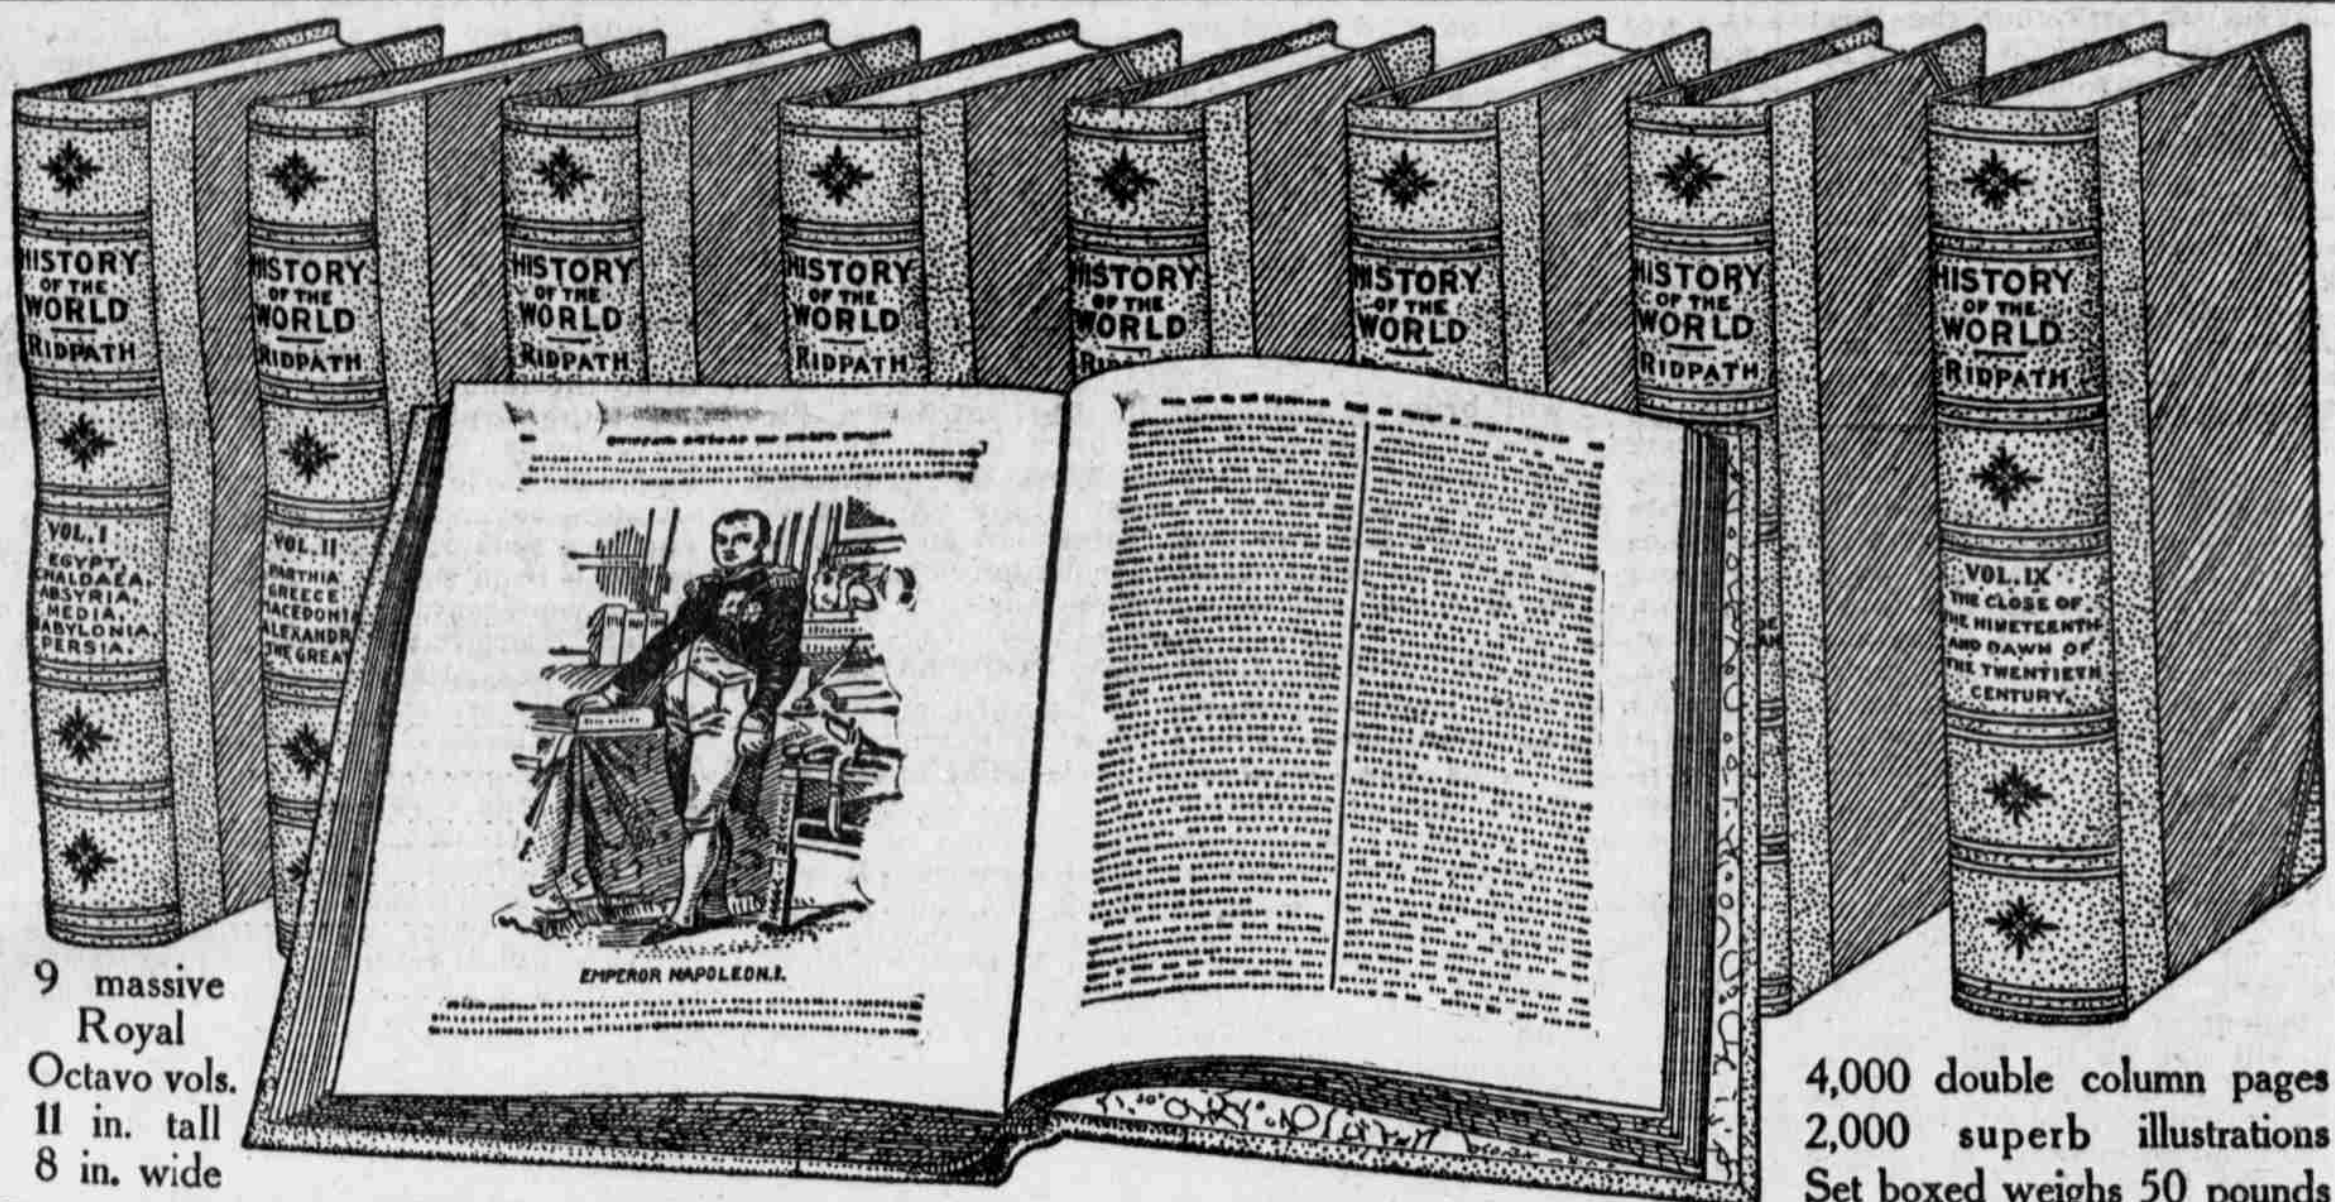 HISTORY
OF THE
WORLD
RIDPATH
VOL. I
EGYPT,
CHALDAEA,
ABSYRIA,
MEDIA,
BABYLONIA,
PERSIA.
HISTORY
OF THE
WORLD
RIDPATH
VOL. II
PARTHIA
GREECE
MACEDONIA
ALEXANDR
THE GREAT
HISTORY
OF THE
WORLD
RIDPATH
HISTORY
OF THE
WORLD
RIDPATH
HISTORY
OF THE
WORLD
RIDPATH
HISTORY
OF THE
WORLD
HISTORY
OF THE
WORLD
RIDPATH
HISTORY
OF THE
WORLD
RIDPATH
VOL. IX
THE CLOSE OF
THE NINETEENTH
AND DAWN OF
THE TWENTIETH
CENTURY.
EMPEROR NAPOLEON.I.
9 massive
Royal
Octavo vols.
11 in. tall
8 in. wide
4,000 double column pages
2,000 superb illustrations
Set boxed weighs 50 pounds